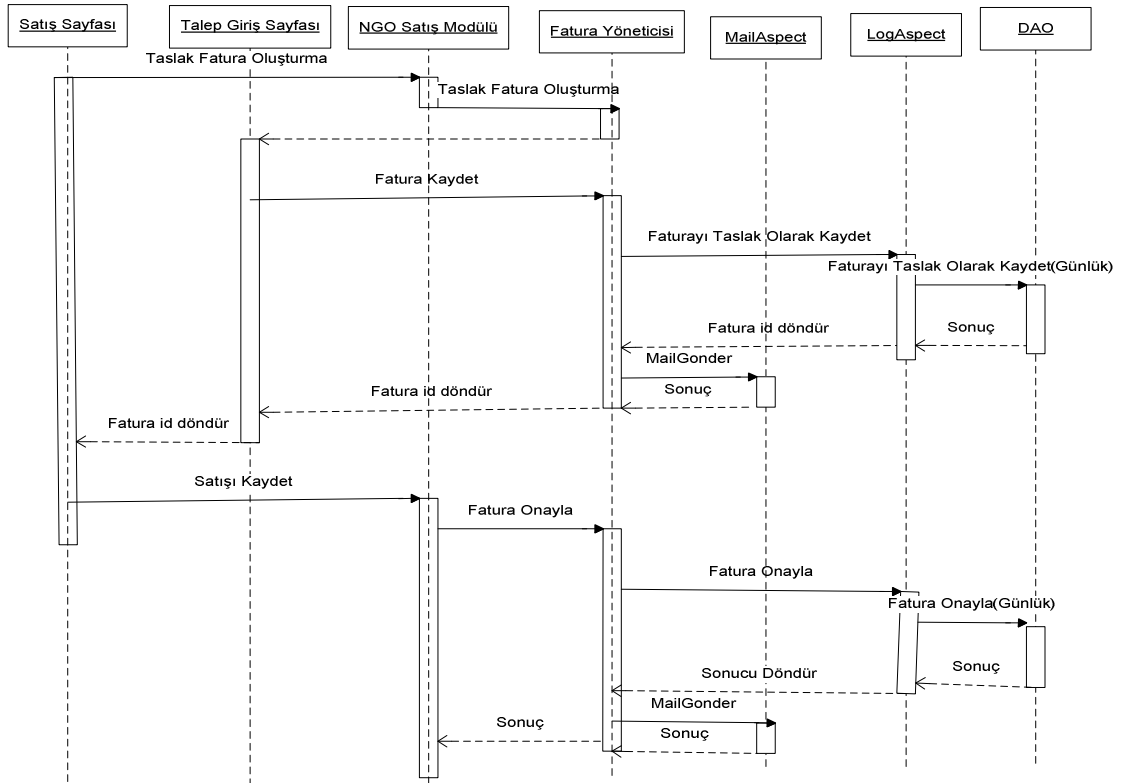 Satış Sayfası
Talep Giriş Sayfası
NGO Satış Modülü
Fatura Yöneticisi
MailAspect
LogAspect
DAO
Taslak Fatura Oluşturma
Taslak Fatura Oluşturma
Fatura Kaydet
Faturayı Taslak Olarak Kaydet
Faturayı Taslak Olarak Kaydet(Günlük)
Fatura id döndür
Sonuç
MailGonder
Sonuç
Fatura id döndür
Fatura id döndür
Satışı Kaydet
Fatura Onayla
Fatura Onayla
Fatura Onayla(Günlük)
Sonuç
Sonucu Döndür
MailGonder
Sonuç
Sonuç